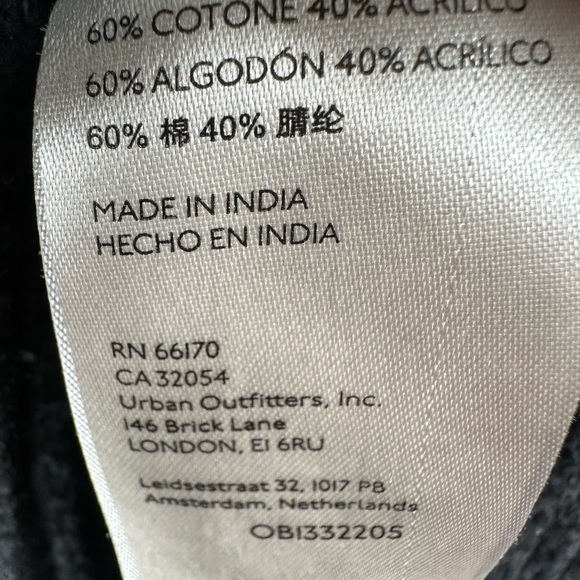 60% COTONE 40% ACRILICO
60% ALGODÓN 40% ACRÍLICO
60% 棉 40% 腈纶
MADE IN INDIA
HECHO EN INDIA
RN 66170
CA 32054
Urban Outfitters, Inc.
146 Brick Lane
LONDON, E1 6RU
Leidsestraat 32, 1017 PB
Amsterdam, Netherlands
OB1332205